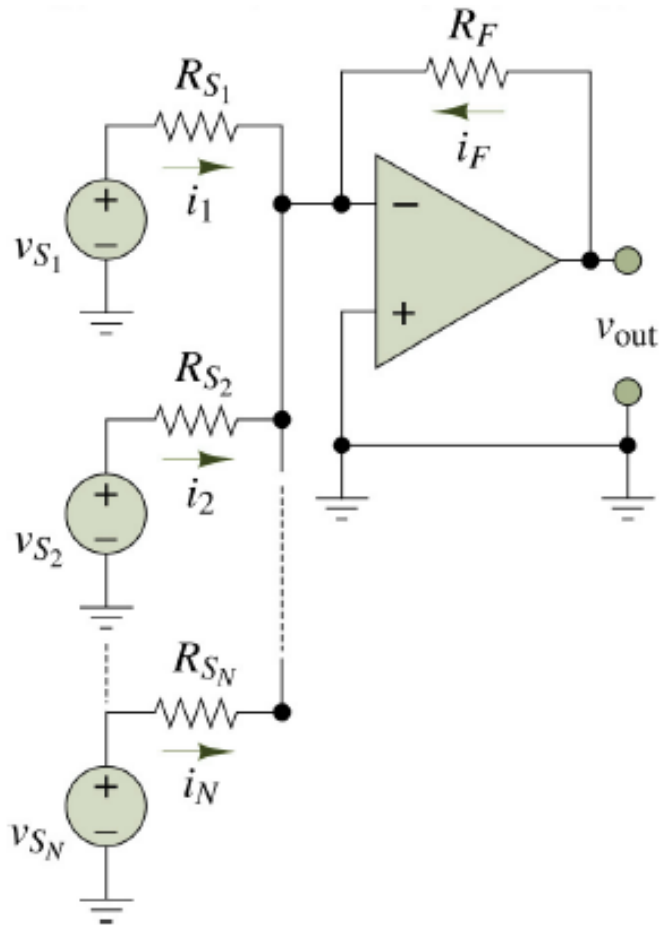 R_F
R_{S_1}
i_F
+
i_1
−
−
v_{S_1}
+
v_out
R_{S_2}
+
i_2
−
v_{S_2}
R_{S_N}
+
i_N
−
v_{S_N}